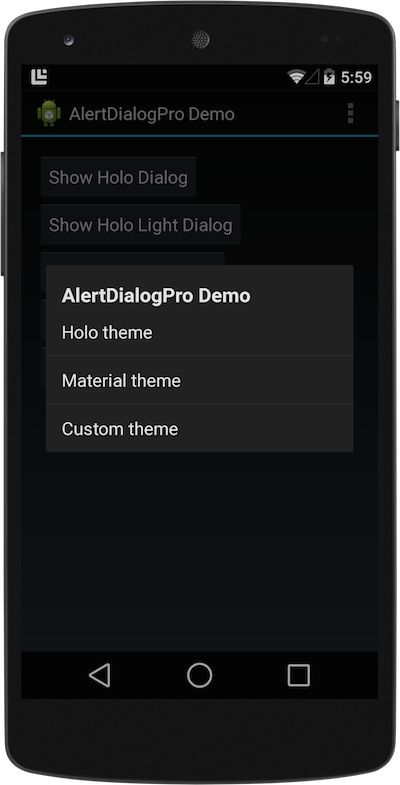 5:59
AlertDialogPro Demo
Show Holo Dialog
Show Holo Light Dialog
AlertDialogPro Demo
Holo theme
Material theme
Custom theme